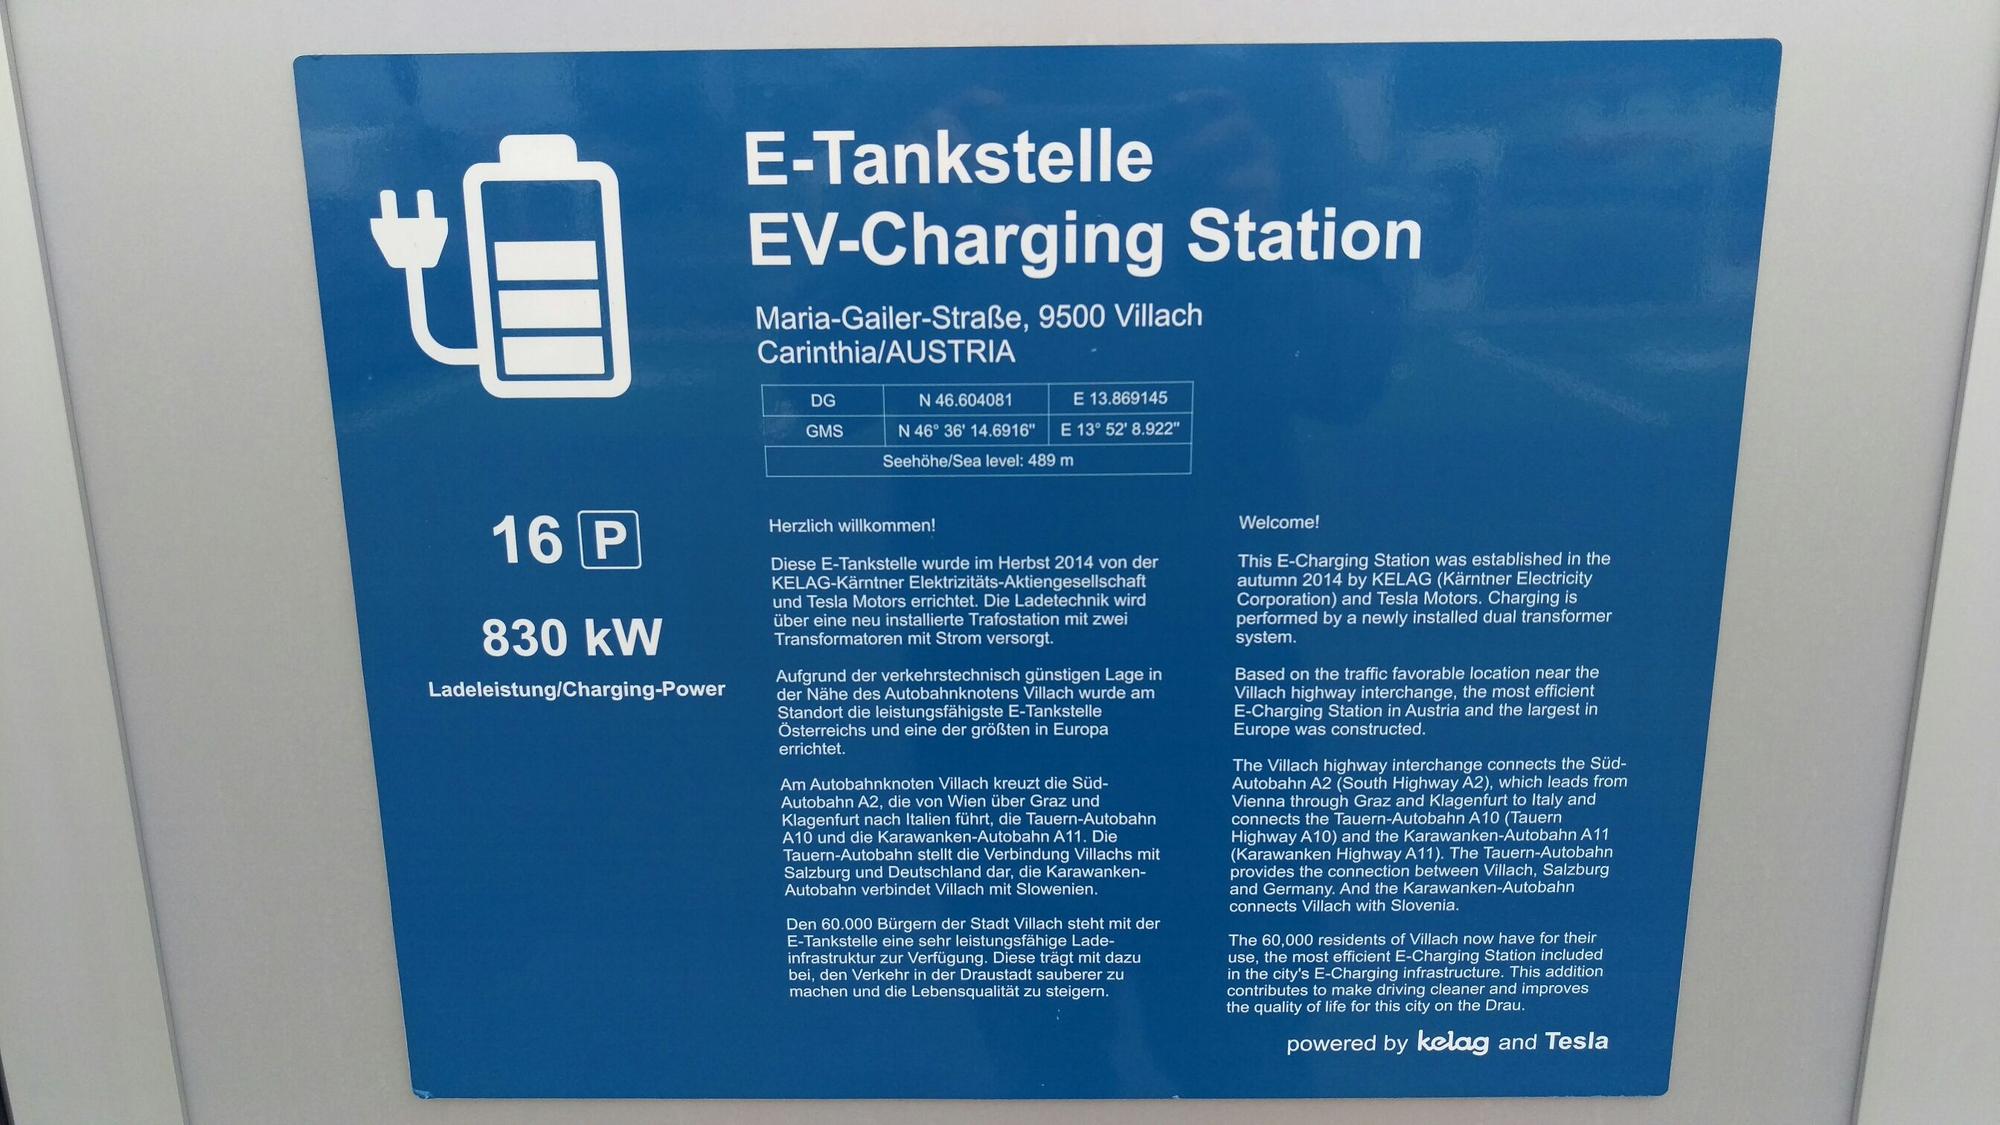 E-Tankstelle
EV-Charging Station
Maria-Gailer-Straße, 9500 Villach
Carinthia/AUSTRIA
DG N 46.604081 E 13.869145
GMS N 46° 36' 14.6916" E 13° 52' 8.922"
Seehöhe/Sea level: 489 m
16 P
830 kW
Ladeleistung/Charging-Power
Herzlich willkommen!
Diese E-Tankstelle wurde im Herbst 2014 von der
KELAG-Kärntner Elektrizitäts-Aktiengesellschaft
und Tesla Motors errichtet. Die Ladetechnik wird
über eine neu installierte Trafostation mit zwei
Transformatoren mit Strom versorgt.
Aufgrund der verkehrstechnisch günstigen Lage in
der Nähe des Autobahnknotens Villach wurde am
Standort die leistungsfähigste E-Tankstelle
Österreichs und eine der größten in Europa
errichtet.
Am Autobahnknoten Villach kreuzt die Süd-
Autobahn A2, die von Wien über Graz und
Klagenfurt nach Italien führt, die Tauern-Autobahn
A10 und die Karawanken-Autobahn A11. Die
Tauern-Autobahn stellt die Verbindung Villachs mit
Salzburg und Deutschland dar, die Karawanken-
Autobahn verbindet Villach mit Slowenien.
Den 60.000 Bürgern der Stadt Villach steht mit der
E-Tankstelle eine sehr leistungsfähige Lade-
infrastruktur zur Verfügung. Diese trägt mit dazu
bei, den Verkehr in der Draustadt sauberer zu
machen und die Lebensqualität zu steigern.
Welcome!
This E-Charging Station was established in the
autumn 2014 by KELAG (Kärntner Electricity
Corporation) and Tesla Motors. Charging is
performed by a newly installed dual transformer
system.
Based on the traffic favorable location near the
Villach highway interchange, the most efficient
E-Charging Station in Austria and the largest in
Europe was constructed.
The Villach highway interchange connects the Süd-
Autobahn A2 (South Highway A2), which leads from
Vienna through Graz and Klagenfurt to Italy and
connects the Tauern-Autobahn A10 (Tauern
Highway A10) and the Karawanken-Autobahn A11
(Karawanken Highway A11). The Tauern-Autobahn
provides the connection between Villach, Salzburg
and Germany. And the Karawanken-Autobahn
connects Villach with Slovenia.
The 60,000 residents of Villach now have for their
use, the most efficient E-Charging Station included
in the city's E-Charging infrastructure. This addition
contributes to make driving cleaner and improves
the quality of life for this city on the Drau.
powered by kelag and Tesla